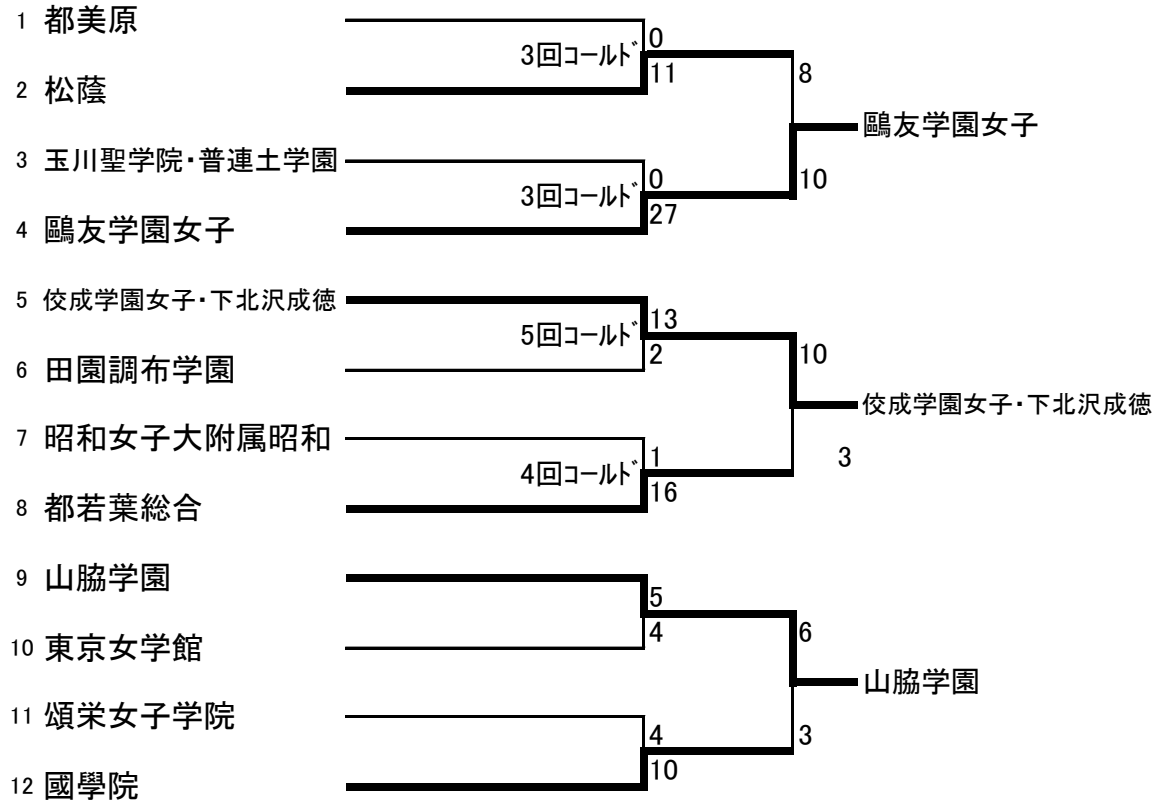 1 都美原
0
3回コールド
11
2 松蔭
8
鷗友学園女子
10
3 玉川聖学院・普連土学園
0
3回コールド
27
4 鷗友学園女子
5 佼成学園女子・下北沢成徳
13
5回コールド
2
6 田園調布学園
10
佼成学園女子・下北沢成徳
3
7 昭和女子大附属昭和
1
4回コールド
16
8 都若葉総合
9 山脇学園
5
4
10 東京女学館
6
山脇学園
3
11 頌栄女子学院
4
10
12 國學院